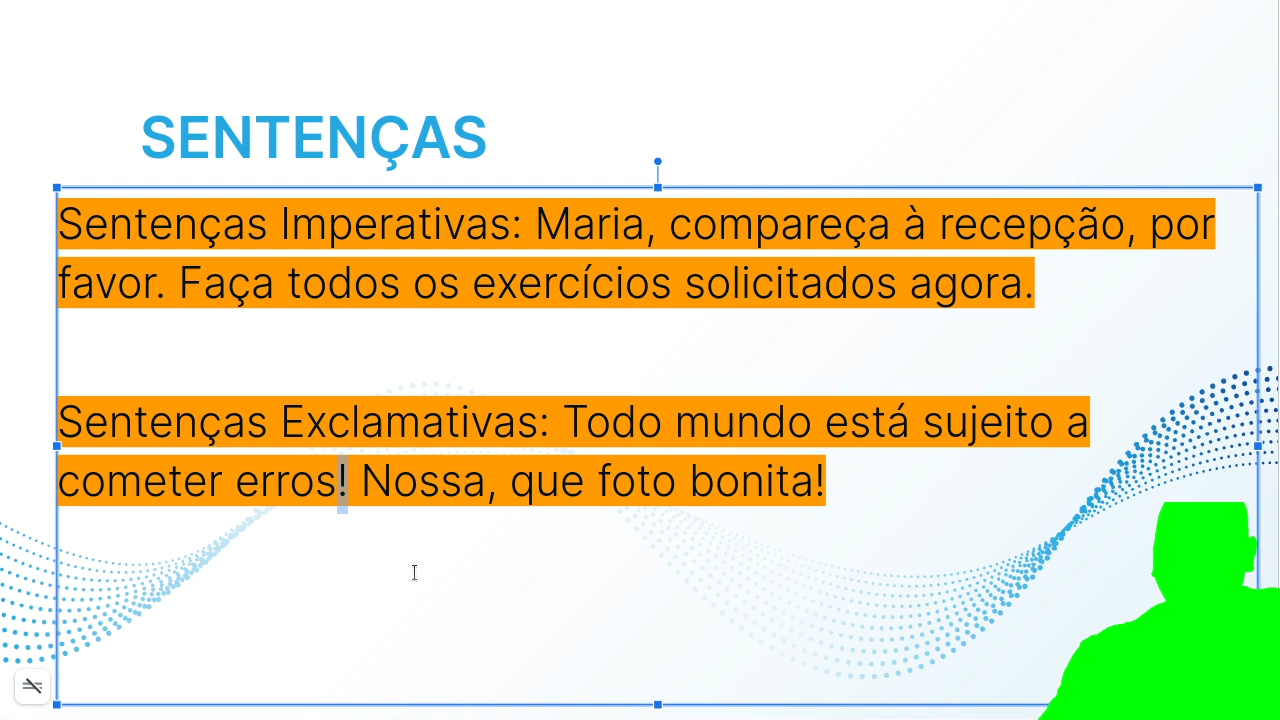 SENTENÇAS
Sentenças Imperativas: Maria, compareça à recepção, por
favor. Faça todos os exercícios solicitados agora.
Sentenças Exclamativas: Todo mundo está sujeito a
cometer erros! Nossa, que foto bonita!